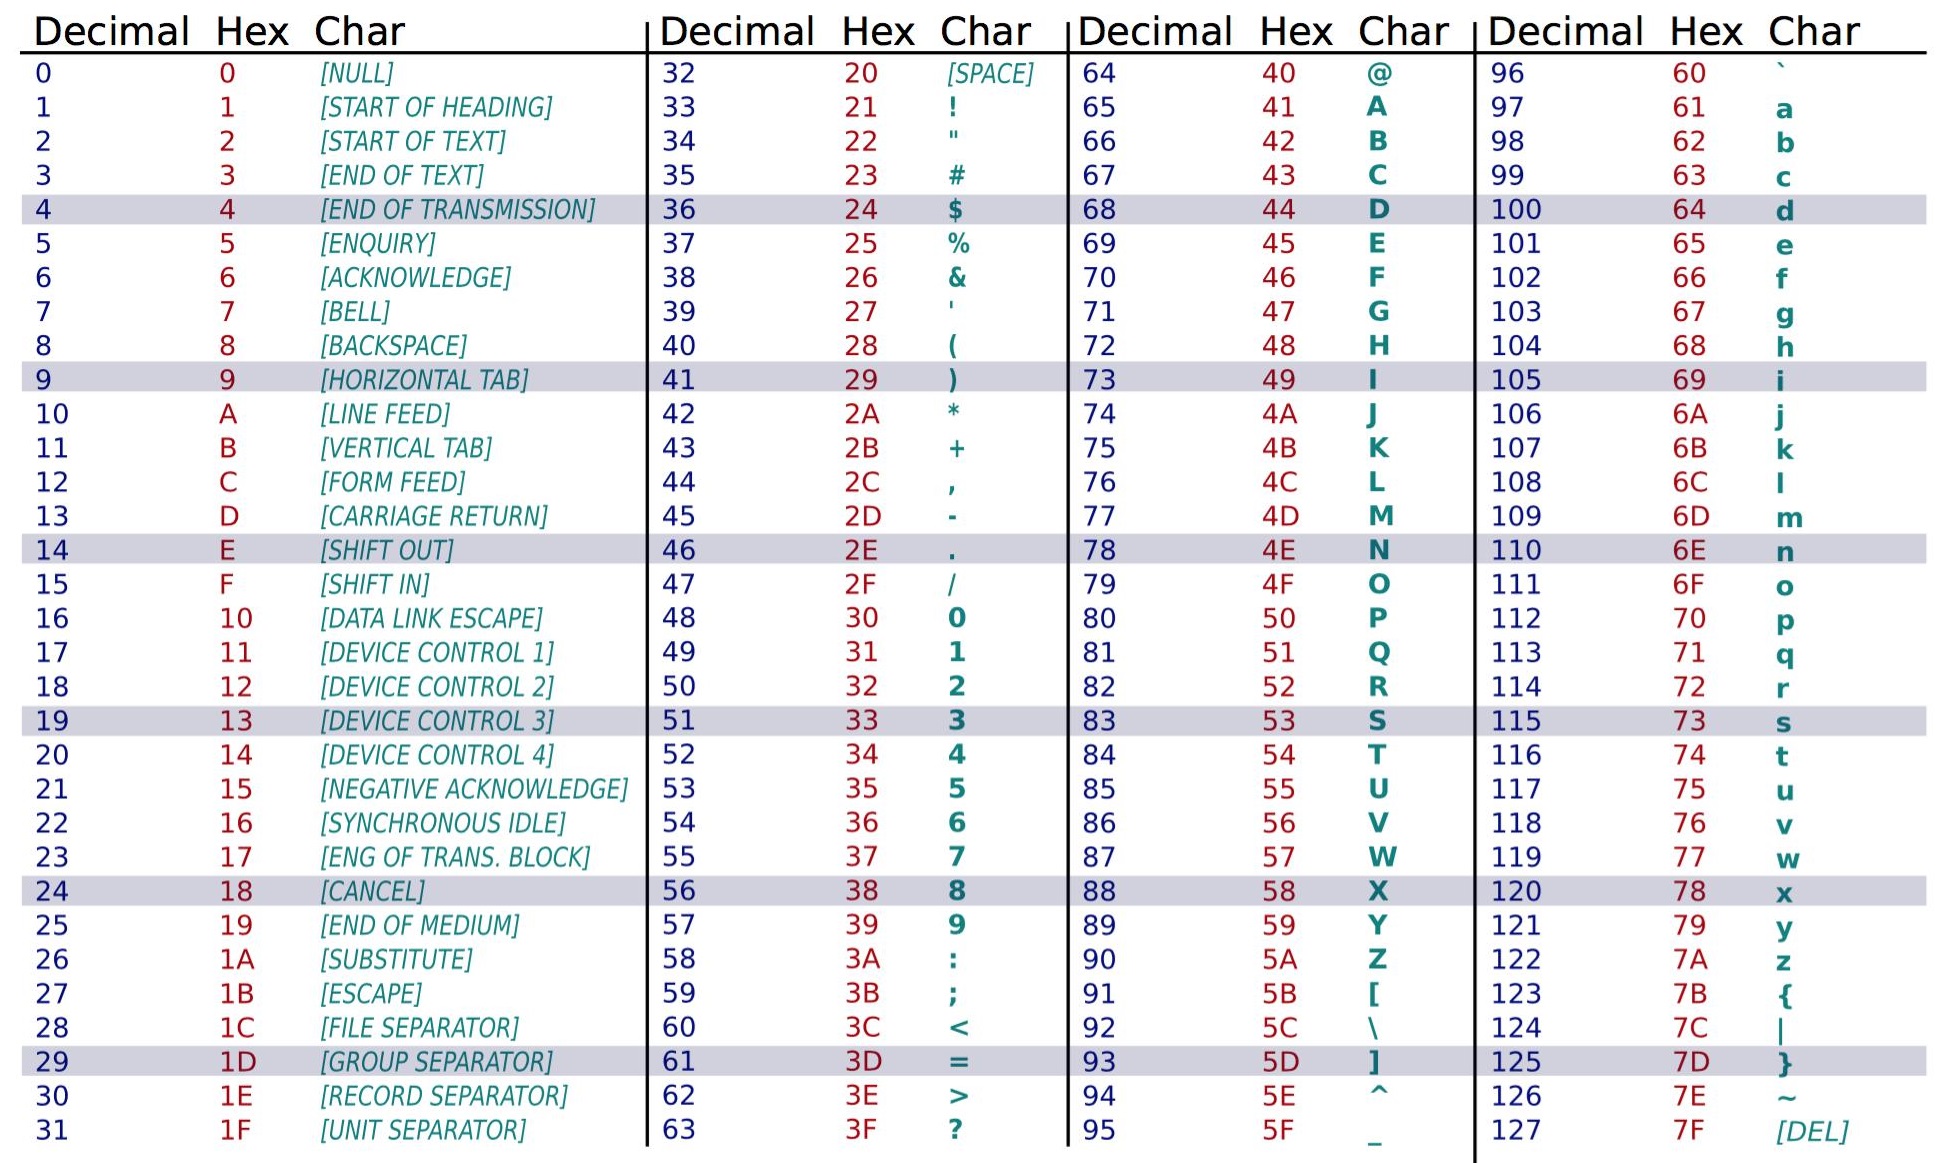 Decimal Hex Char Decimal Hex Char Decimal Hex Char Decimal Hex Char
0 0 [NULL] 32 20 [SPACE] 64 40 @ 96 60 `
1 1 [START OF HEADING] 33 21 ! 65 41 A 97 61 a
2 2 [START OF TEXT] 34 22 " 66 42 B 98 62 b
3 3 [END OF TEXT] 35 23 # 67 43 C 99 63 c
4 4 [END OF TRANSMISSION] 36 24 $ 68 44 D 100 64 d
5 5 [ENQUIRY] 37 25 % 69 45 E 101 65 e
6 6 [ACKNOWLEDGE] 38 26 & 70 46 F 102 66 f
7 7 [BELL] 39 27 ' 71 47 G 103 67 g
8 8 [BACKSPACE] 40 28 ( 72 48 H 104 68 h
9 9 [HORIZONTAL TAB] 41 29 ) 73 49 I 105 69 i
10 A [LINE FEED] 42 2A * 74 4A J 106 6A j
11 B [VERTICAL TAB] 43 2B + 75 4B K 107 6B k
12 C [FORM FEED] 44 2C , 76 4C L 108 6C l
13 D [CARRIAGE RETURN] 45 2D - 77 4D M 109 6D m
14 E [SHIFT OUT] 46 2E . 78 4E N 110 6E n
15 F [SHIFT IN] 47 2F / 79 4F O 111 6F o
16 10 [DATA LINK ESCAPE] 48 30 0 80 50 P 112 70 p
17 11 [DEVICE CONTROL 1] 49 31 1 81 51 Q 113 71 q
18 12 [DEVICE CONTROL 2] 50 32 2 82 52 R 114 72 r
19 13 [DEVICE CONTROL 3] 51 33 3 83 53 S 115 73 s
20 14 [DEVICE CONTROL 4] 52 34 4 84 54 T 116 74 t
21 15 [NEGATIVE ACKNOWLEDGE] 53 35 5 85 55 U 117 75 u
22 16 [SYNCHRONOUS IDLE] 54 36 6 86 56 V 118 76 v
23 17 [ENG OF TRANS. BLOCK] 55 37 7 87 57 W 119 77 w
24 18 [CANCEL] 56 38 8 88 58 X 120 78 x
25 19 [END OF MEDIUM] 57 39 9 89 59 Y 121 79 y
26 1A [SUBSTITUTE] 58 3A : 90 5A Z 122 7A z
27 1B [ESCAPE] 59 3B ; 91 5B [ 123 7B {
28 1C [FILE SEPARATOR] 60 3C < 92 5C \ 124 7C |
29 1D [GROUP SEPARATOR] 61 3D = 93 5D ] 125 7D }
30 1E [RECORD SEPARATOR] 62 3E > 94 5E ^ 126 7E ~
31 1F [UNIT SEPARATOR] 63 3F ? 95 5F _ 127 7F [DEL]